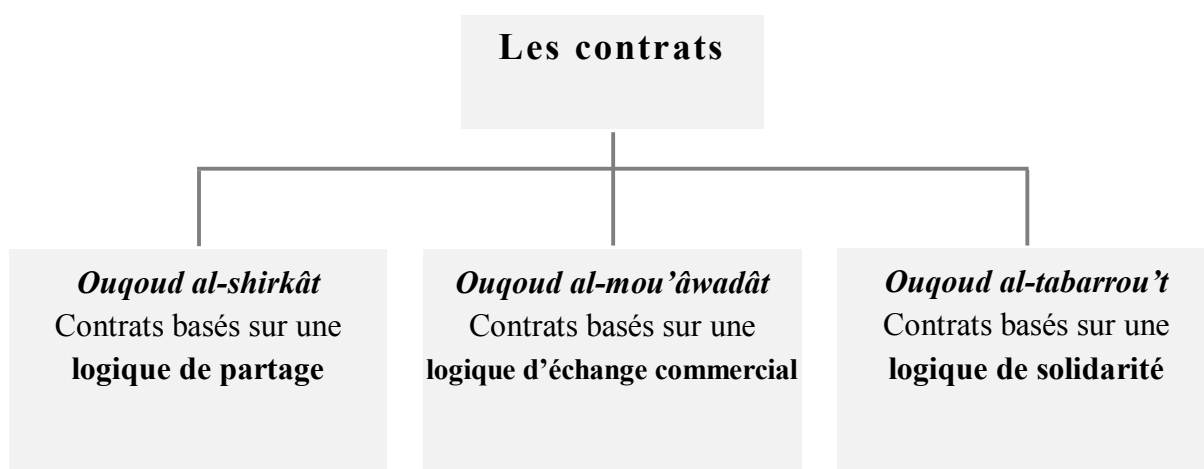 Les contrats
Ouqoud al-shirkât
Contrats basés sur une
logique de partage
Ouqoud al-mou’âwadât
Contrats basés sur une
logique d’échange commercial
Ouqoud al-tabarrou’t
Contrats basés sur une
logique de solidarité